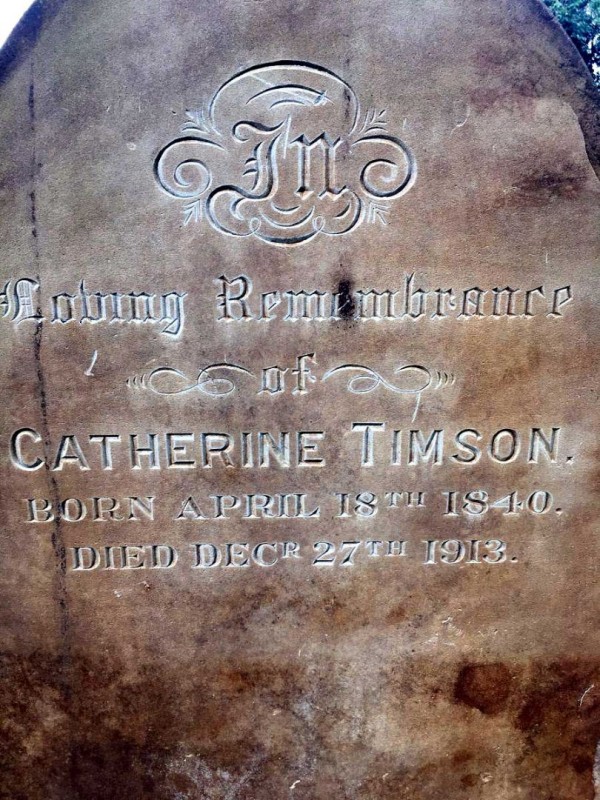 In
Loving Remembrance
of
CATHERINE TIMSON.
BORN APRIL 18TH 1840.
DIED DECR 27TH 1913.